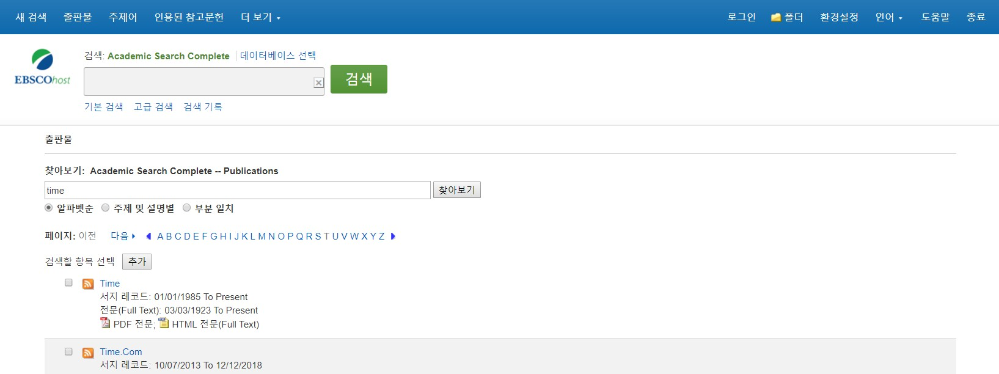 새 검색 출판물 주제어 인용된 참고문헌 더 보기 로그인 폴더 환경설정 언어 도움말 종료
검색: Academic Search Complete 데이터베이스 선택
EBSCOhost
검색
기본 검색 고급 검색 검색 기록
출판물
찾아보기: Academic Search Complete -- Publications
time 찾아보기
알파벳순 주제 및 설명별 부분 일치
페이지: 이전 다음 A B C D E F G H I J K L M N O P Q R S T U V W X Y Z
검색할 항목 선택 추가
Time
서지 레코드: 01/01/1985 To Present
전문(Full Text): 03/03/1923 To Present
PDF 전문; HTML 전문(Full Text)
Time.Com
서지 레코드: 10/07/2013 To 12/12/2018